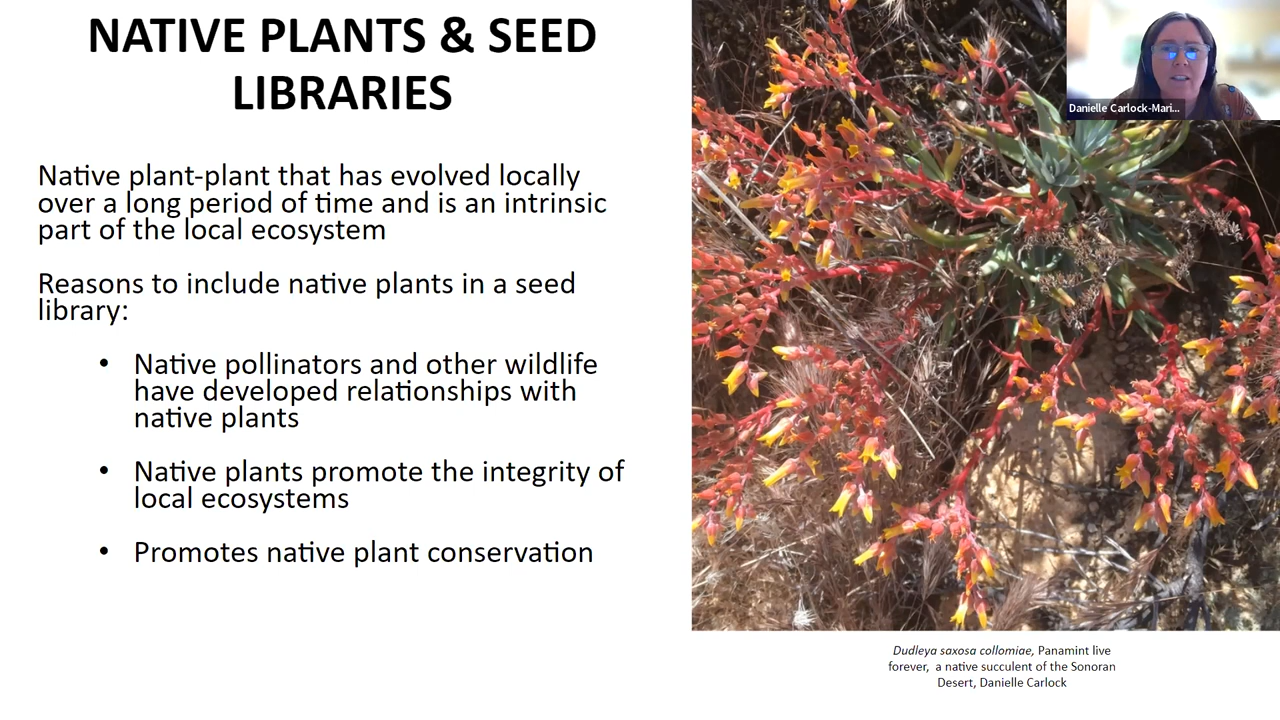 NATIVE PLANTS & SEED
LIBRARIES
Native plant-plant that has evolved locally
over a long period of time and is an intrinsic
part of the local ecosystem
Reasons to include native plants in a seed
library:
• Native pollinators and other wildlife
have developed relationships with
native plants
• Native plants promote the integrity of
local ecosystems
• Promotes native plant conservation
Danielle Carlock-Mari...
Dudleya saxosa collomiae, Panamint live
forever, a native succulent of the Sonoran
Desert, Danielle Carlock